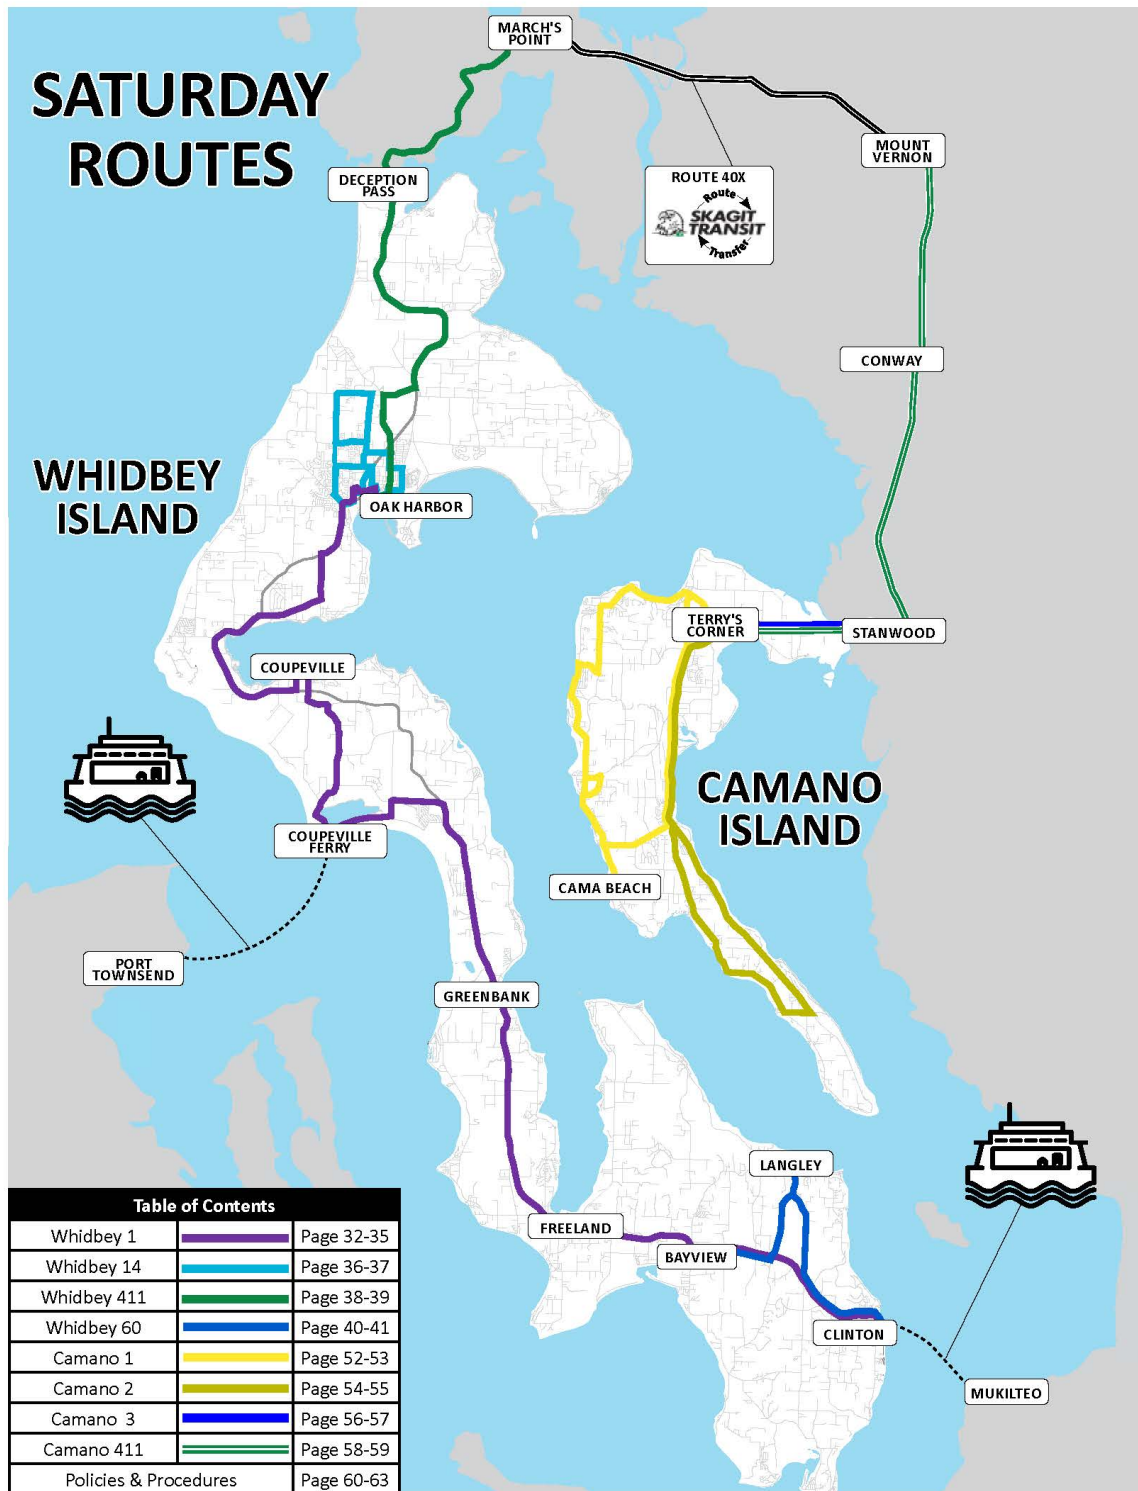 SATURDAY
ROUTES
MARCH'S
POINT
MOUNT
VERNON
DECEPTION
PASS
ROUTE 40X
Route
SKAGIT
TRANSIT
Transfer
CONWAY
WHIDBEY
ISLAND
OAK HARBOR
TERRY'S
CORNER
STANWOOD
COUPEVILLE
CAMANO
ISLAND
COUPEVILLE
FERRY
CAMA BEACH
PORT
TOWNSEND
GREENBANK
LANGLEY
FREELAND
BAYVIEW
CLINTON
MUKILTEO
Table of Contents
Whidbey 1 Page 32-35
Whidbey 14 Page 36-37
Whidbey 411 Page 38-39
Whidbey 60 Page 40-41
Camano 1 Page 52-53
Camano 2 Page 54-55
Camano 3 Page 56-57
Camano 411 Page 58-59
Policies & Procedures Page 60-63